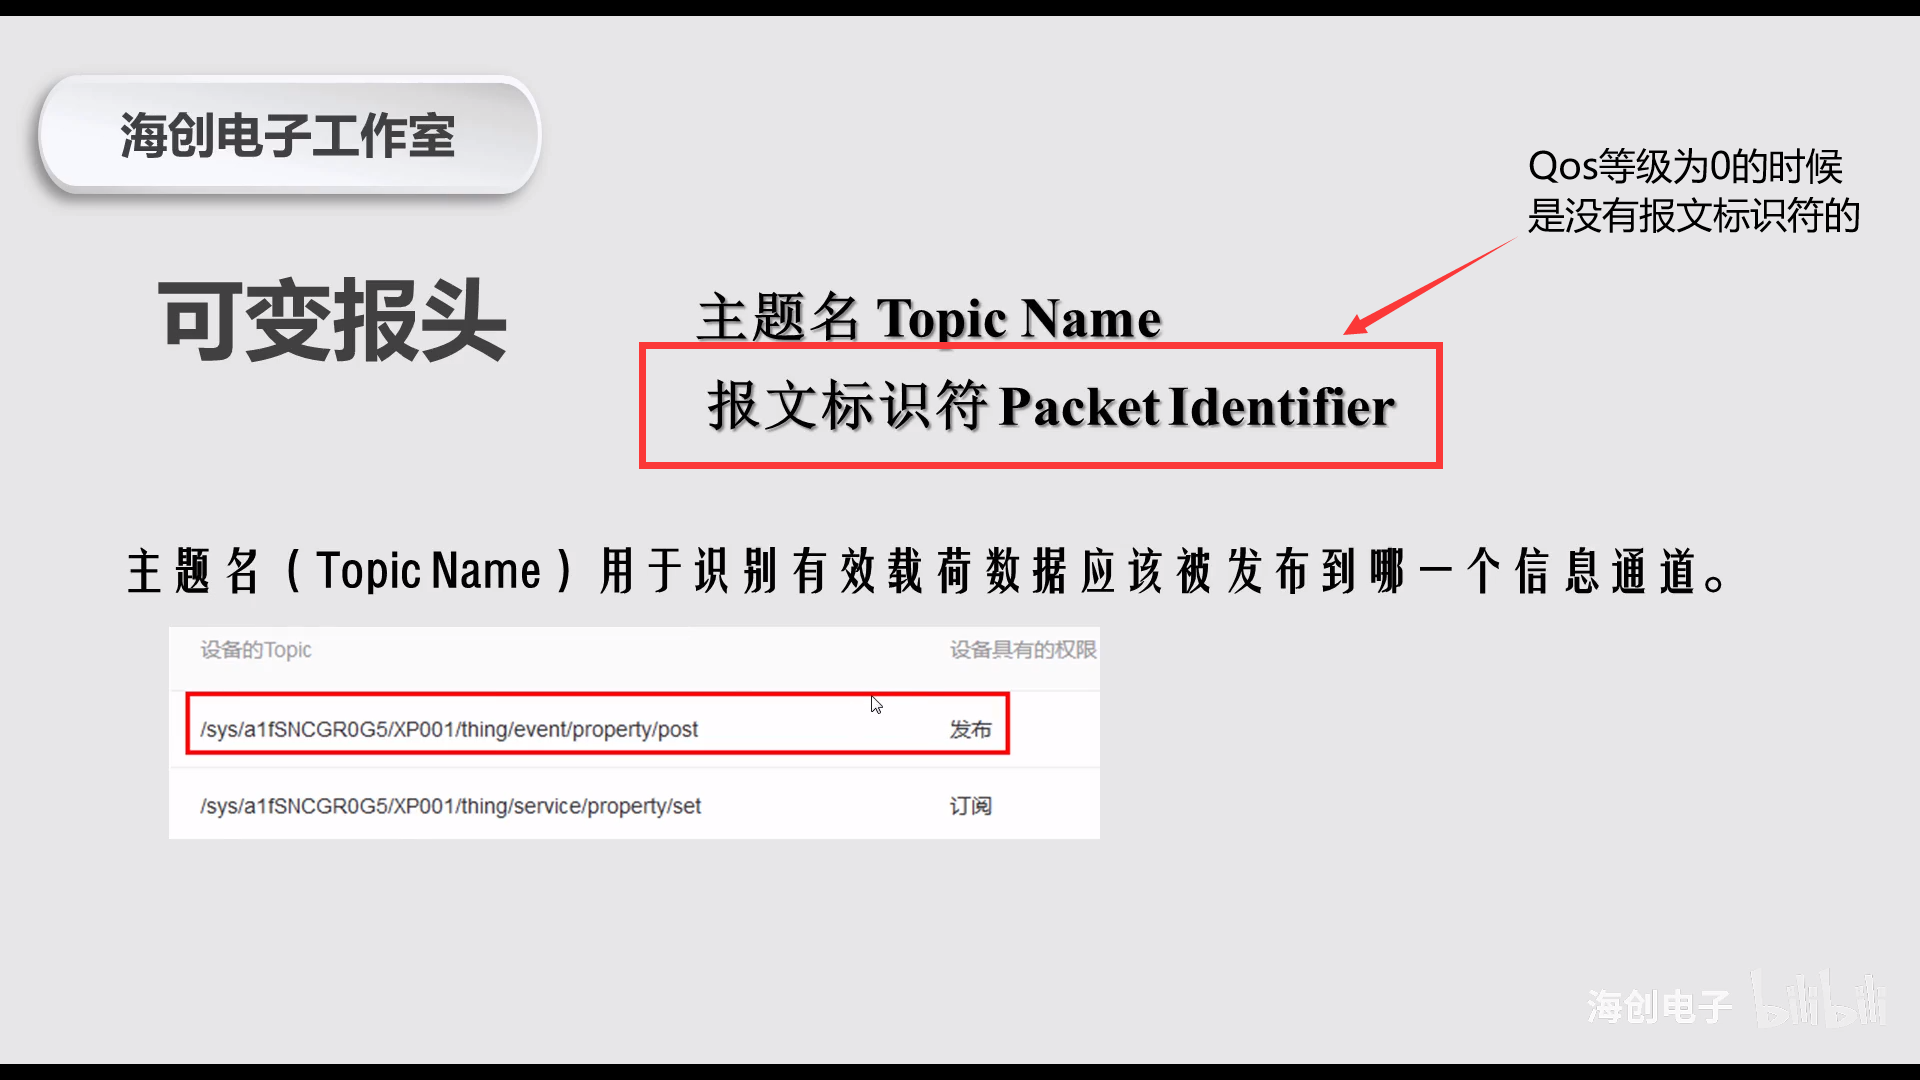 海创电子工作室
Qos等级为0的时候
是没有报文标识符的
可变报头
主题名 Topic Name
报文标识符 Packet Identifier
主题名（Topic Name）用于识别有效载荷数据应该被发布到哪一个信息通道。
设备的Topic 设备具有的权限
/sys/a1fSNCGR0G5/XP001/thing/event/property/post 发布
/sys/a1fSNCGR0G5/XP001/thing/service/property/set 订阅
海创电子 bilibili